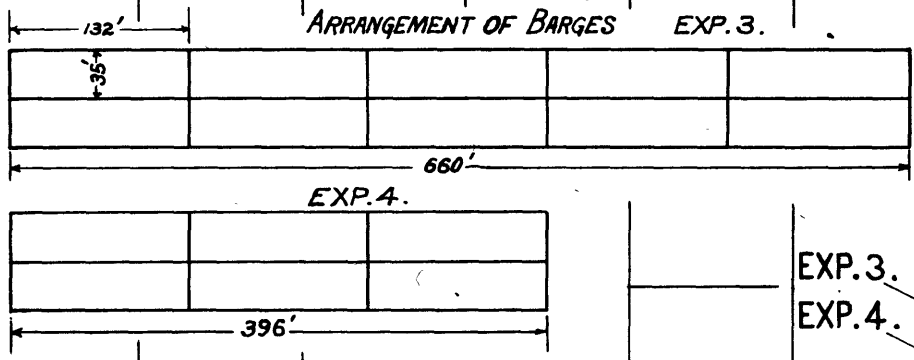 132' ARRANGEMENT OF BARGES EXP. 3.
35'
660'
EXP. 4.
EXP. 3.
EXP. 4.
396'